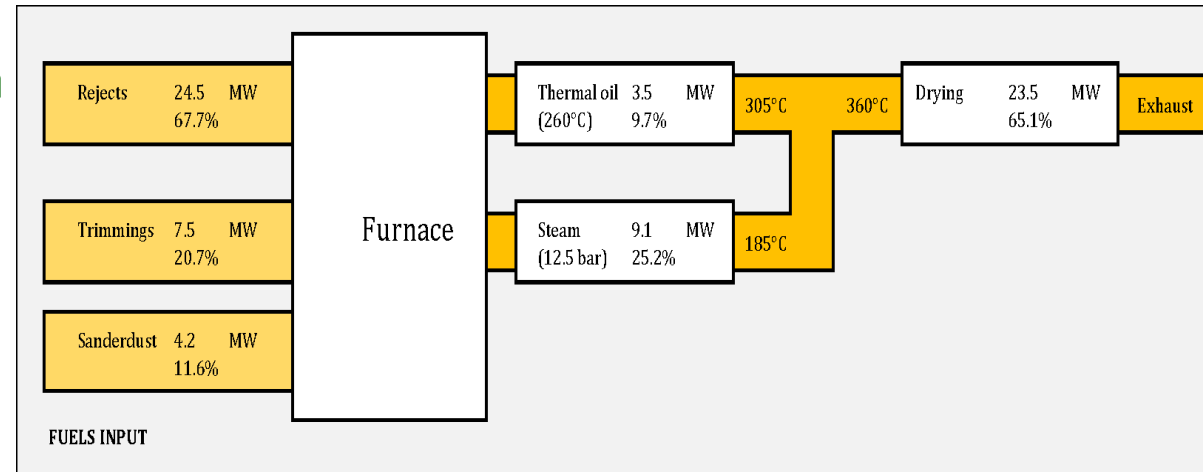 Rejects 24.5 MW
67.7%
Trimmings 7.5 MW
20.7%
Sanderdust 4.2 MW
11.6%
FUELS INPUT
Furnace
Thermal oil 3.5 MW
(260°C) 9.7%
305°C
360°C
Steam 9.1 MW
(12.5 bar) 25.2%
185°C
Drying 23.5 MW
65.1%
Exhaust